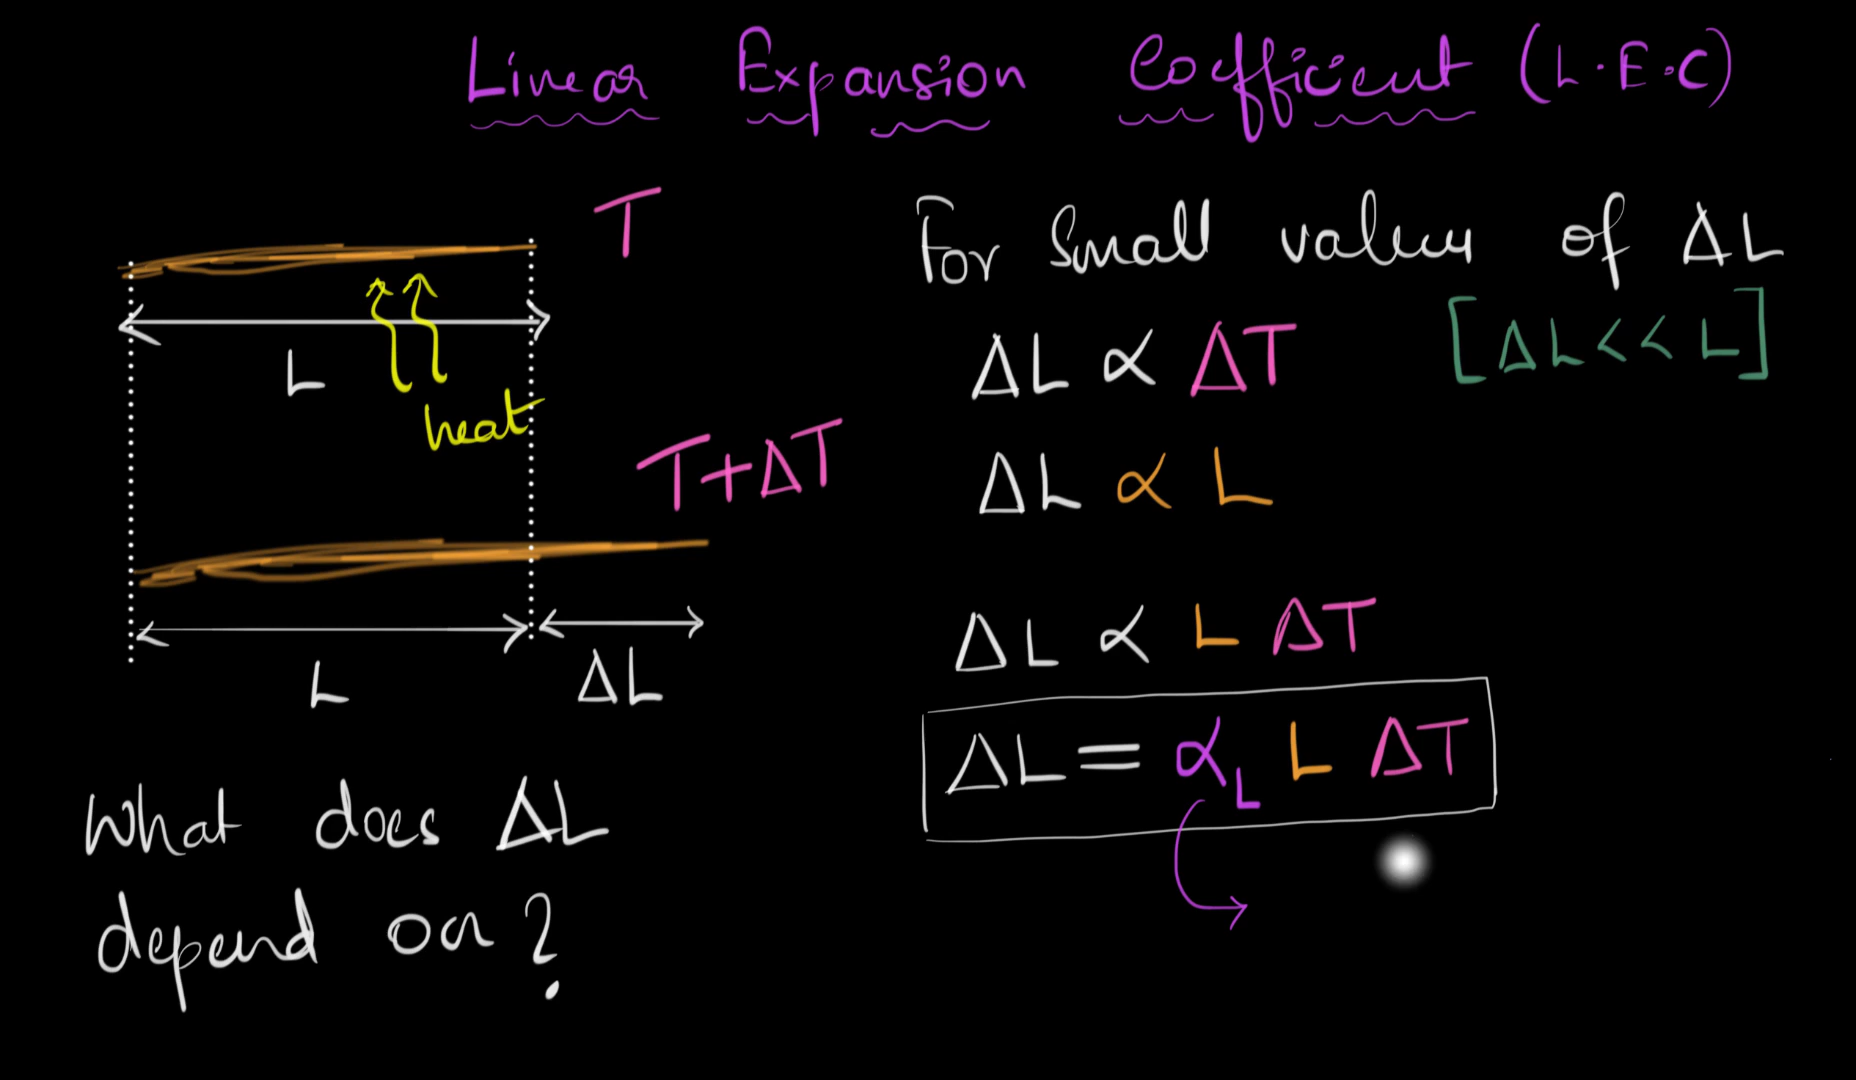 Linear Expansion Coefficient (L.E.C)
T
L
heat
T+ΔT
L
ΔL
What does ΔL
depend on?
For small values of ΔL
ΔL ∝ ΔT [ΔL << L]
ΔL ∝ L
ΔL ∝ L ΔT
ΔL = α_L L ΔT